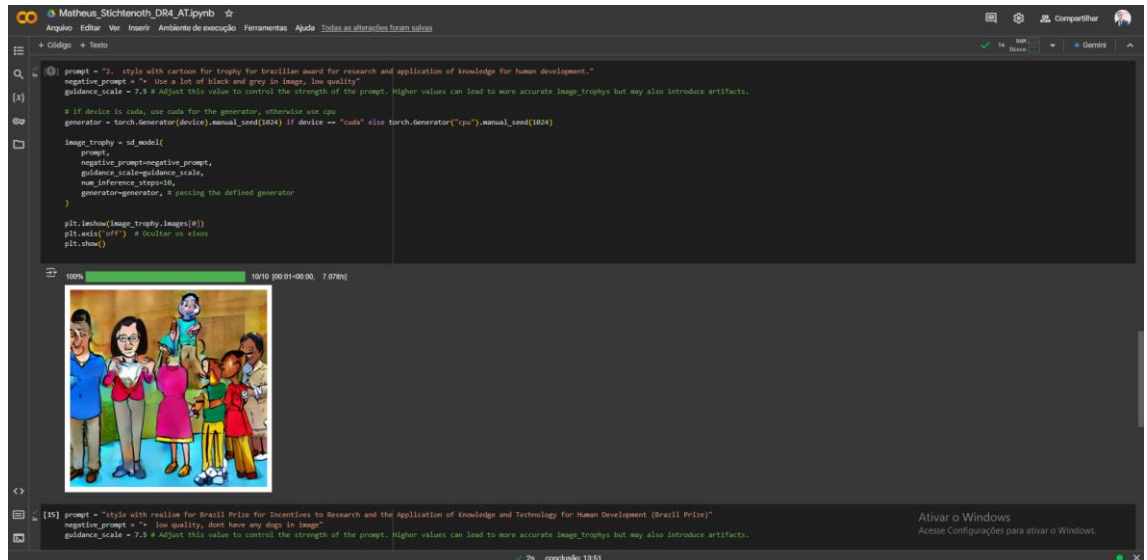 Matheus_Stichtenoth_DR4_AT.ipynb
Compartilhar
Arquivo Editar Ver Inserir Ambiente de execução Ferramentas Ajuda Todas as alterações foram salvas
+ Código + Texto
T4 RAM Disco
Gemini
prompt = "2. style with cartoon for trophy for brazilian award for research and application of knowledge for human development."
negative_prompt = "* Use a lot of black and grey in image, low quality"
guidance_scale = 7.5 # Adjust this value to control the strength of the prompt. Higher values can lead to more accurate image_trophys but may also introduce artifacts.
# if device is cuda, use cuda for the generator, otherwise use cpu
generator = torch.Generator(device).manual_seed(1024) if device == "cuda" else torch.Generator("cpu").manual_seed(1024)
image_trophy = sd_model(
prompt,
negative_prompt=negative_prompt,
guidance_scale=guidance_scale,
num_inference_steps=10,
generator=generator, # passing the defined generator
)
plt.imshow(image_trophy.images[0])
plt.axis('off') # Ocultar os eixos
plt.show()
100% 10/10 [00:01<00:00, 7.07it/s]
[15] prompt = "style with realism for Brazil Prize for Incentives to Research and the Application of Knowledge and Technology for Human Development (Brazil Prize)"
negative_prompt = "* low quality, dont have any dogs in image"
guidance_scale = 7.5 # Adjust this value to control the strength of the prompt. Higher values can lead to more accurate image_trophys but may also introduce artifacts.
Ativar o Windows
Acesse Configurações para ativar o Windows.
2s conclusão: 13:51